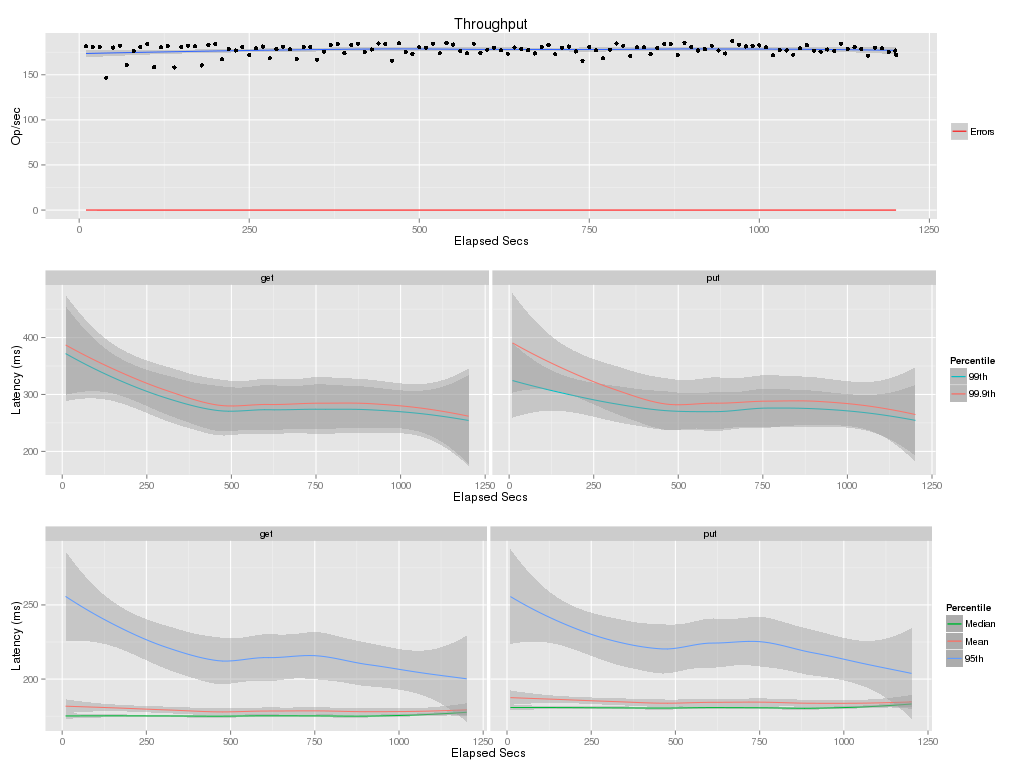 Throughput
Op/sec
150
100
50
0
0 250 500 750 1000 1250
Elapsed Secs
Errors
get put
Latency (ms)
400
300
200
0 250 500 750 1000 1250 0 250 500 750 1000 1250
Elapsed Secs
Percentile
99th
99.9th
get put
Latency (ms)
250
200
0 250 500 750 1000 1250 0 250 500 750 1000 1250
Elapsed Secs
Percentile
Median
Mean
95th